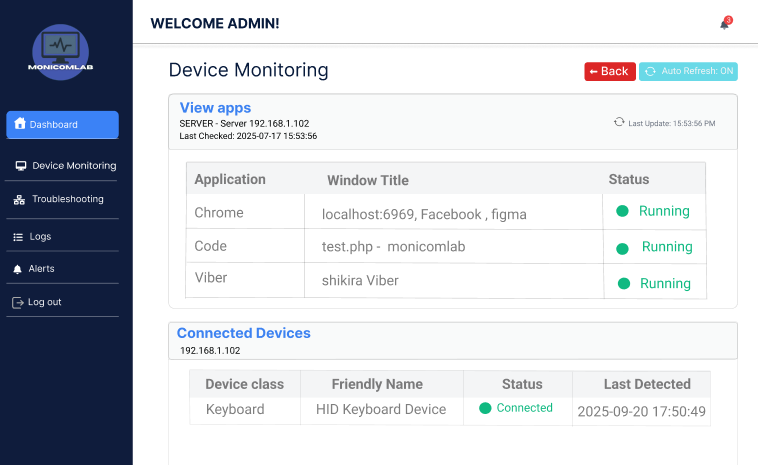 MONICOMLAB
Dashboard
Device Monitoring
Troubleshooting
Logs
Alerts
Log out
WELCOME ADMIN!
3
Device Monitoring
← Back
Auto Refresh: ON
View apps
SERVER - Server 192.168.1.102
Last Checked: 2025-07-17 15:53:56
Last Update: 15:53:56 PM
Application Window Title Status
Chrome localhost:6969, Facebook , figma Running
Code test.php - monicomlab Running
Viber shikira Viber Running
Connected Devices
192.168.1.102
Device class Friendly Name Status Last Detected
Keyboard HID Keyboard Device Connected 2025-09-20 17:50:49